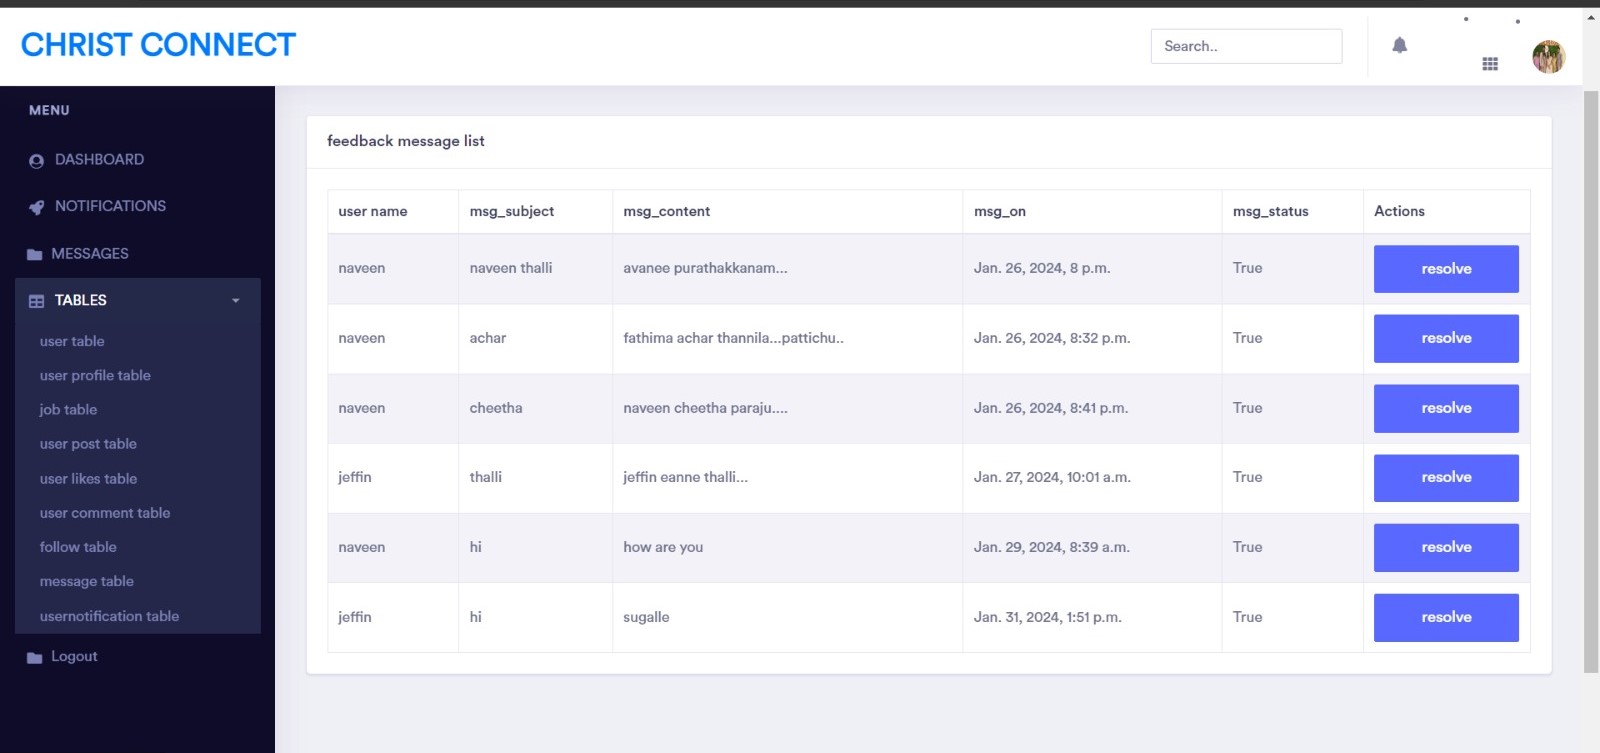 CHRIST CONNECT
Search..
MENU
DASHBOARD
NOTIFICATIONS
MESSAGES
TABLES
user table
user profile table
job table
user post table
user likes table
user comment table
follow table
message table
usernotification table
Logout
feedback message list
user name msg_subject msg_content msg_on msg_status Actions
naveen naveen thalli avanee purathakkanam... Jan. 26, 2024, 8 p.m. True resolve
naveen achar fathima achar thannila...pattichu.. Jan. 26, 2024, 8:32 p.m. True resolve
naveen cheetha naveen cheetha paraju.... Jan. 26, 2024, 8:41 p.m. True resolve
jeffin thalli jeffin eanne thalli... Jan. 27, 2024, 10:01 a.m. True resolve
naveen hi how are you Jan. 29, 2024, 8:39 a.m. True resolve
jeffin hi sugalle Jan. 31, 2024, 1:51 p.m. True resolve